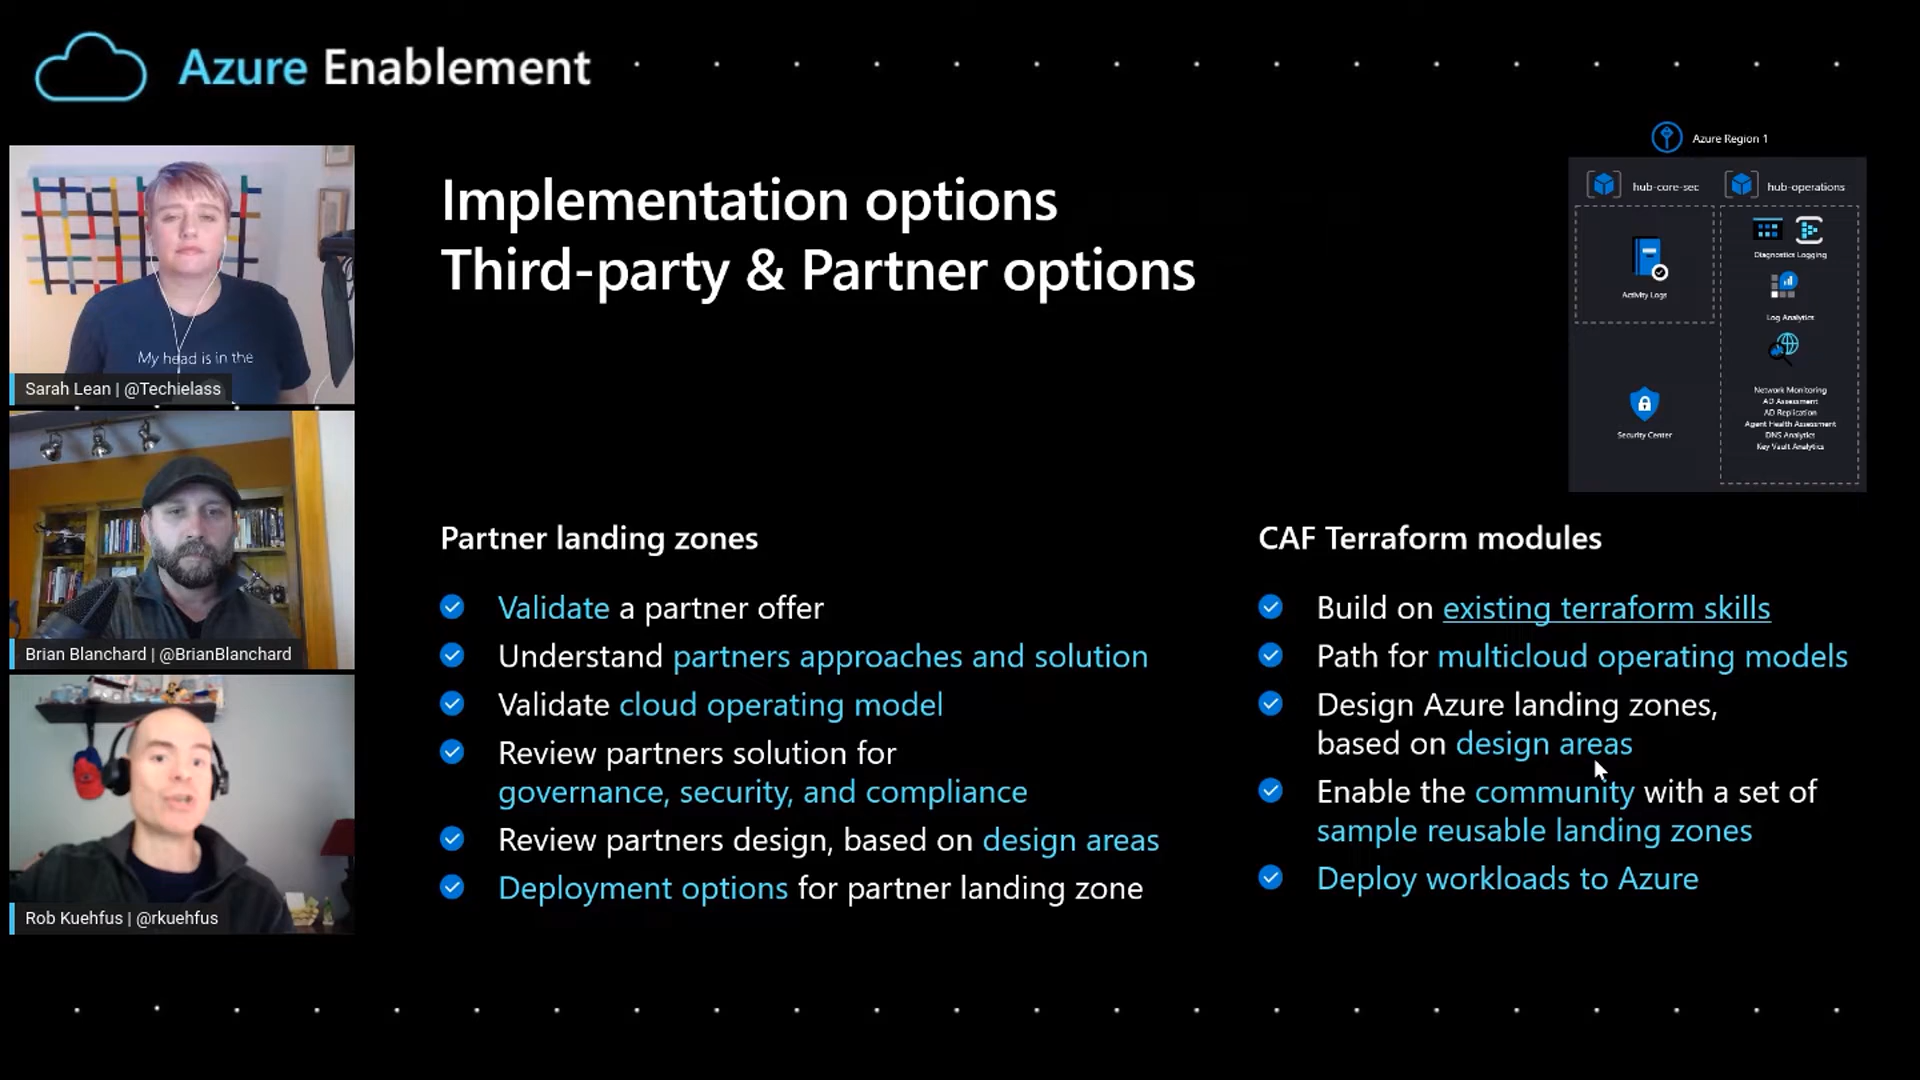 Azure Enablement
Azure Region 1
hub-core-sec
hub-operations
Activity Logs
Diagnostics Logging
Log Analytics
Network Monitoring
AD Assessment
AD Replication
Agent Health Assessment
DNS Analytics
Key Vault Analytics
Security Center
My head is in the
Sarah Lean | @Techielass
Brian Blanchard | @BrianBlanchard
Rob Kuehfus | @rkuehfus
Implementation options
Third-party & Partner options
Partner landing zones
Validate a partner offer
Understand partners approaches and solution
Validate cloud operating model
Review partners solution for
governance, security, and compliance
Review partners design, based on design areas
Deployment options for partner landing zone
CAF Terraform modules
Build on existing terraform skills
Path for multicloud operating models
Design Azure landing zones,
based on design areas
Enable the community with a set of
sample reusable landing zones
Deploy workloads to Azure